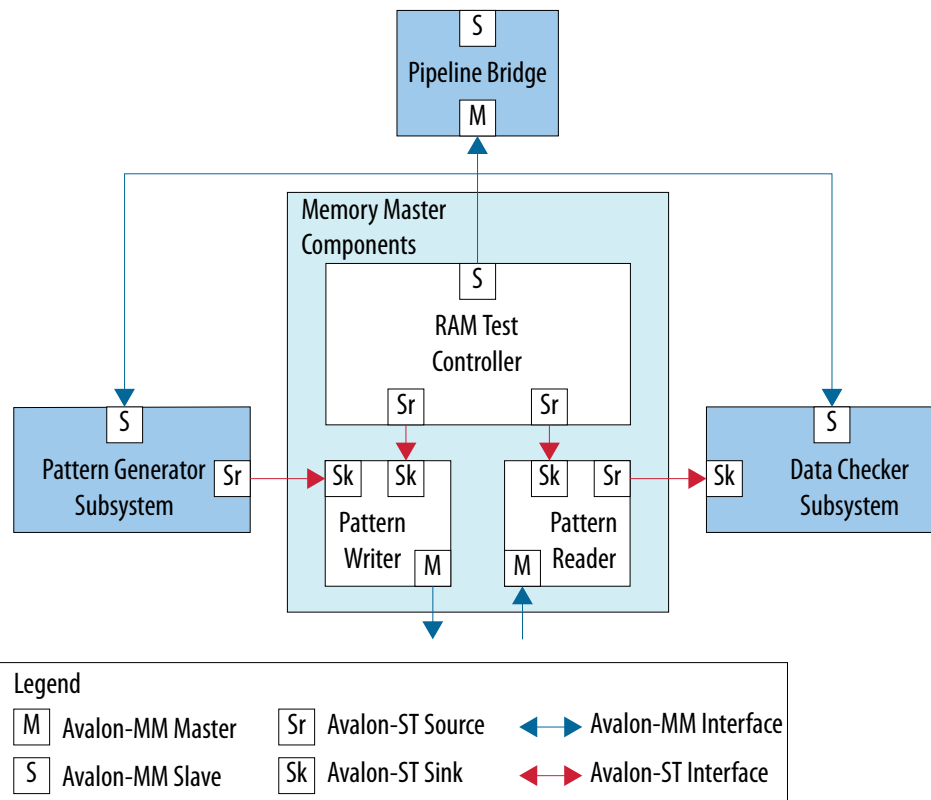 S
Pipeline Bridge
M
Memory Master
Components
S
RAM Test
Controller
Sr
Sr
S
Pattern Generator
Subsystem
Sr
Sk
Sk
Pattern
Writer
M
Sk
Sr
Pattern
Reader
M
S
Sk
Data Checker
Subsystem
Legend
M Avalon-MM Master
Sr Avalon-ST Source
Avalon-MM Interface
S Avalon-MM Slave
Sk Avalon-ST Sink
Avalon-ST Interface